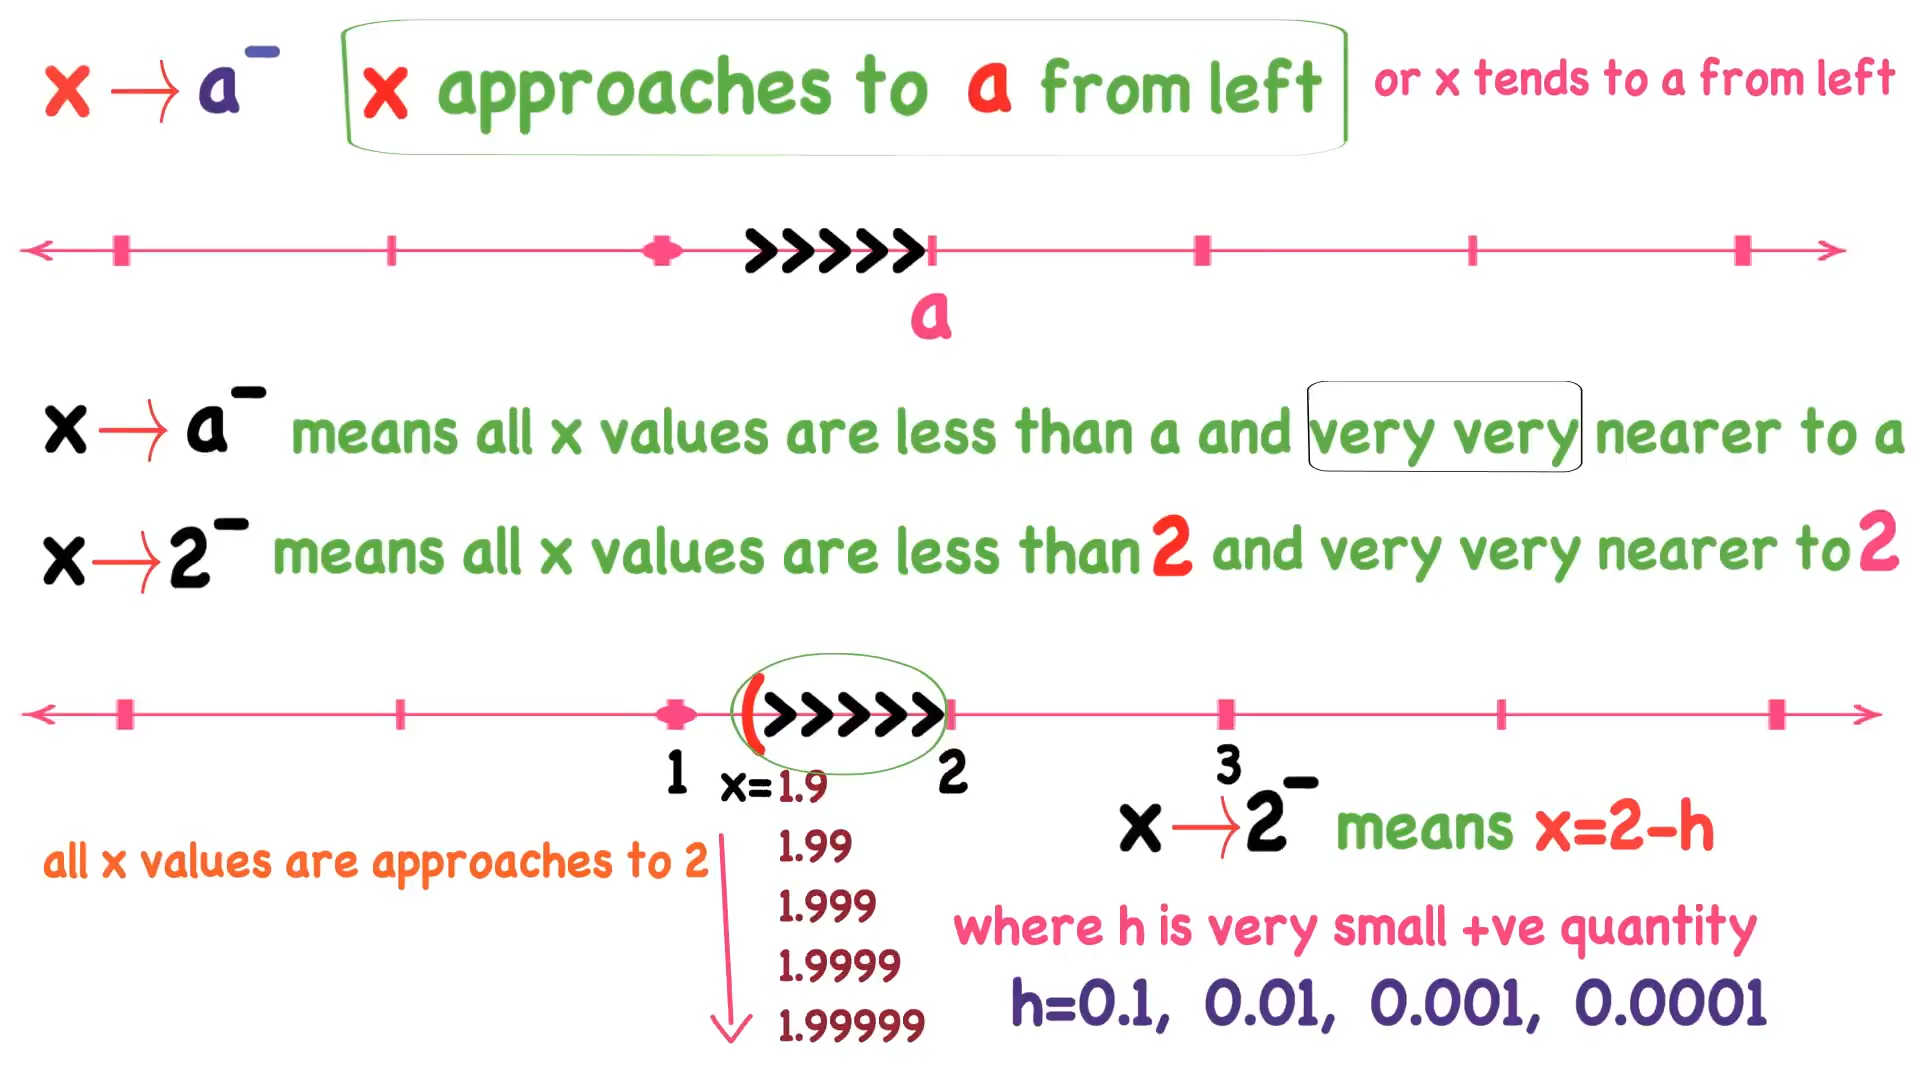 x → a⁻ x approaches to a from left or x tends to a from left
a
x → a⁻ means all x values are less than a and very very nearer to a
x → 2⁻ means all x values are less than 2 and very very nearer to 2
1 2 3
x= 1.9
x → 2⁻ means x=2-h
all x values are approaches to 2
1.99
1.999
where h is very small +ve quantity
1.9999
h=0.1, 0.01, 0.001, 0.0001
1.99999